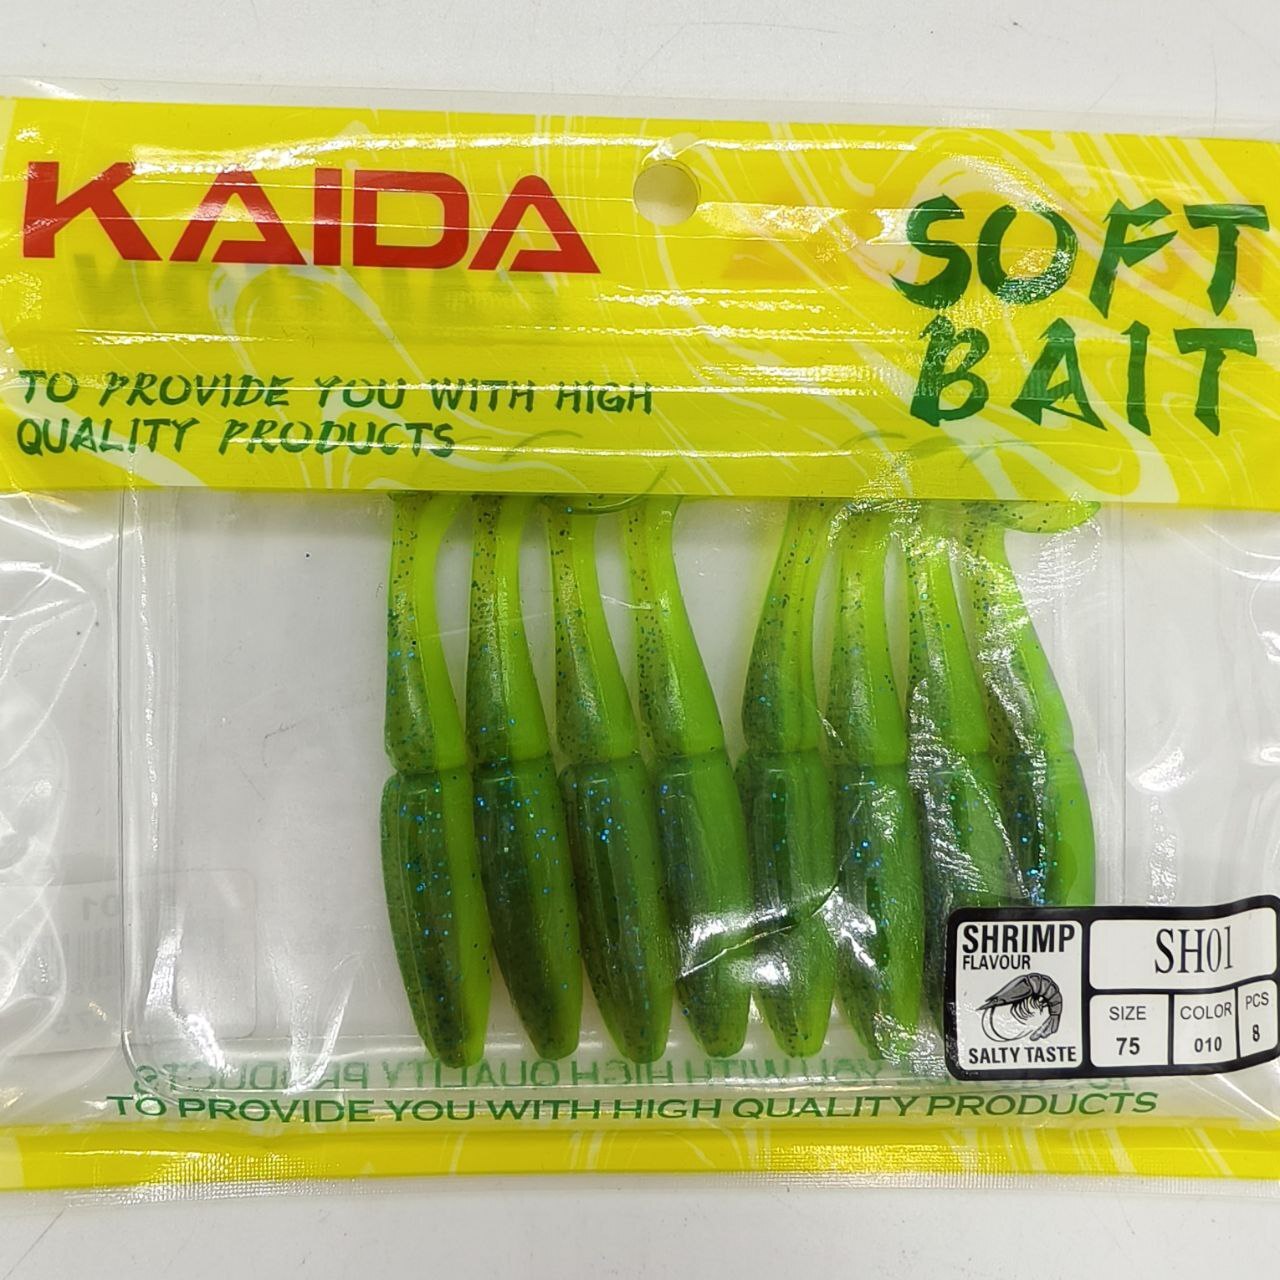 KAIDA
SOFT
BAIT
TO PROVIDE YOU WITH HIGH
QUALITY PRODUCTS
SHRIMP
FLAVOUR
SALTY TASTE
SH01
SIZE
75
COLOR
010
PCS
8
TO PROVIDE YOU WITH HIGH QUALITY PRODUCTS